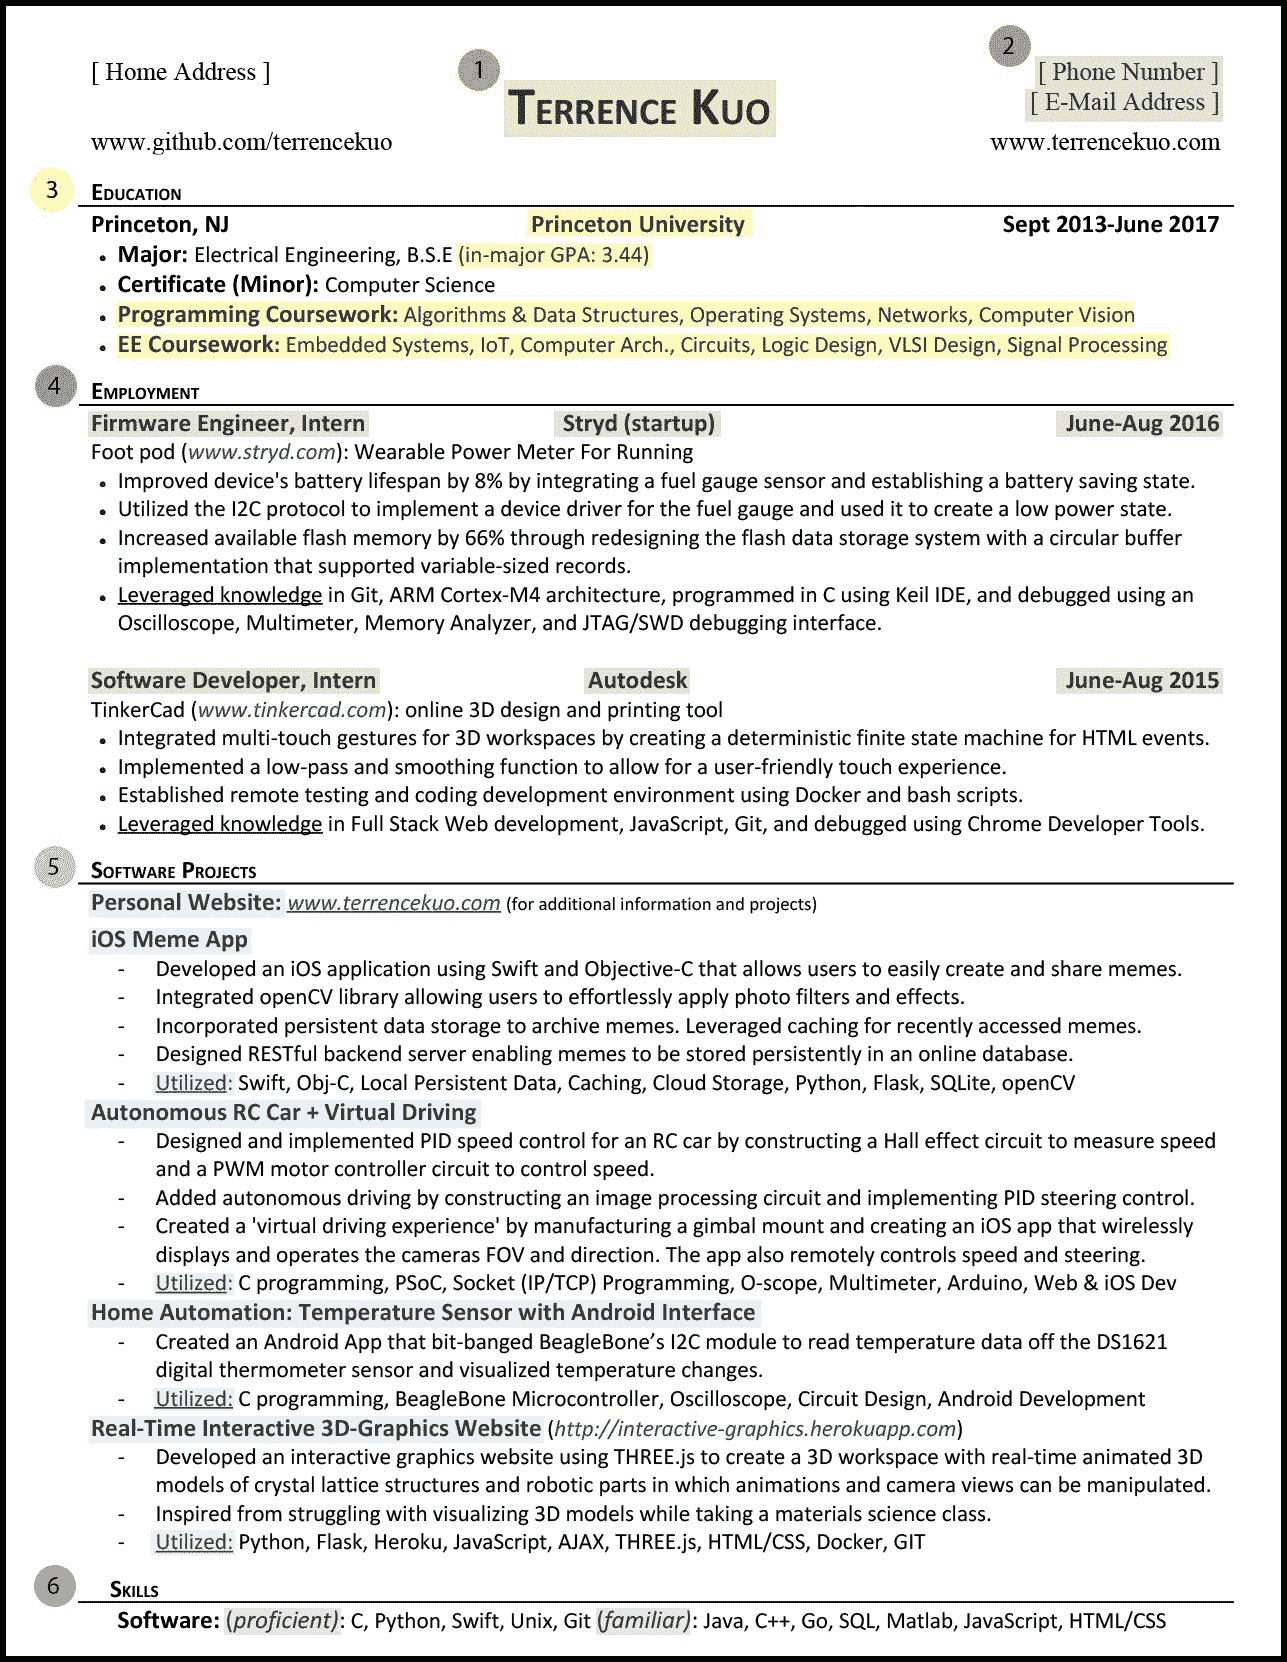 [ Home Address ]
1
TERRENCE KUO
2
[ Phone Number ]
[ E-Mail Address ]
www.github.com/terrencekuo
www.terrencekuo.com
3
EDUCATION
Princeton, NJ Princeton University Sept 2013-June 2017
• Major: Electrical Engineering, B.S.E (in-major GPA: 3.44)
• Certificate (Minor): Computer Science
• Programming Coursework: Algorithms & Data Structures, Operating Systems, Networks, Computer Vision
• EE Coursework: Embedded Systems, IoT, Computer Arch., Circuits, Logic Design, VLSI Design, Signal Processing
4
EMPLOYMENT
Firmware Engineer, Intern Stryd (startup) June-Aug 2016
Foot pod (www.stryd.com): Wearable Power Meter For Running
• Improved device's battery lifespan by 8% by integrating a fuel gauge sensor and establishing a battery saving state.
• Utilized the I2C protocol to implement a device driver for the fuel gauge and used it to create a low power state.
• Increased available flash memory by 66% through redesigning the flash data storage system with a circular buffer
implementation that supported variable-sized records.
• Leveraged knowledge in Git, ARM Cortex-M4 architecture, programmed in C using Keil IDE, and debugged using an
Oscilloscope, Multimeter, Memory Analyzer, and JTAG/SWD debugging interface.
Software Developer, Intern Autodesk June-Aug 2015
TinkerCad (www.tinkercad.com): online 3D design and printing tool
• Integrated multi-touch gestures for 3D workspaces by creating a deterministic finite state machine for HTML events.
• Implemented a low-pass and smoothing function to allow for a user-friendly touch experience.
• Established remote testing and coding development environment using Docker and bash scripts.
• Leveraged knowledge in Full Stack Web development, JavaScript, Git, and debugged using Chrome Developer Tools.
5
SOFTWARE PROJECTS
Personal Website: www.terrencekuo.com (for additional information and projects)
iOS Meme App
- Developed an iOS application using Swift and Objective-C that allows users to easily create and share memes.
- Integrated openCV library allowing users to effortlessly apply photo filters and effects.
- Incorporated persistent data storage to archive memes. Leveraged caching for recently accessed memes.
- Designed RESTful backend server enabling memes to be stored persistently in an online database.
- Utilized: Swift, Obj-C, Local Persistent Data, Caching, Cloud Storage, Python, Flask, SQLite, openCV
Autonomous RC Car + Virtual Driving
- Designed and implemented PID speed control for an RC car by constructing a Hall effect circuit to measure speed
and a PWM motor controller circuit to control speed.
- Added autonomous driving by constructing an image processing circuit and implementing PID steering control.
- Created a 'virtual driving experience' by manufacturing a gimbal mount and creating an iOS app that wirelessly
displays and operates the cameras FOV and direction. The app also remotely controls speed and steering.
- Utilized: C programming, PSoC, Socket (IP/TCP) Programming, O-scope, Multimeter, Arduino, Web & iOS Dev
Home Automation: Temperature Sensor with Android Interface
- Created an Android App that bit-banged BeagleBone’s I2C module to read temperature data off the DS1621
digital thermometer sensor and visualized temperature changes.
- Utilized: C programming, BeagleBone Microcontroller, Oscilloscope, Circuit Design, Android Development
Real-Time Interactive 3D-Graphics Website (http://interactive-graphics.herokuapp.com)
- Developed an interactive graphics website using THREE.js to create a 3D workspace with real-time animated 3D
models of crystal lattice structures and robotic parts in which animations and camera views can be manipulated.
- Inspired from struggling with visualizing 3D models while taking a materials science class.
- Utilized: Python, Flask, Heroku, JavaScript, AJAX, THREE.js, HTML/CSS, Docker, GIT
6
SKILLS
Software: (proficient): C, Python, Swift, Unix, Git (familiar): Java, C++, Go, SQL, Matlab, JavaScript, HTML/CSS